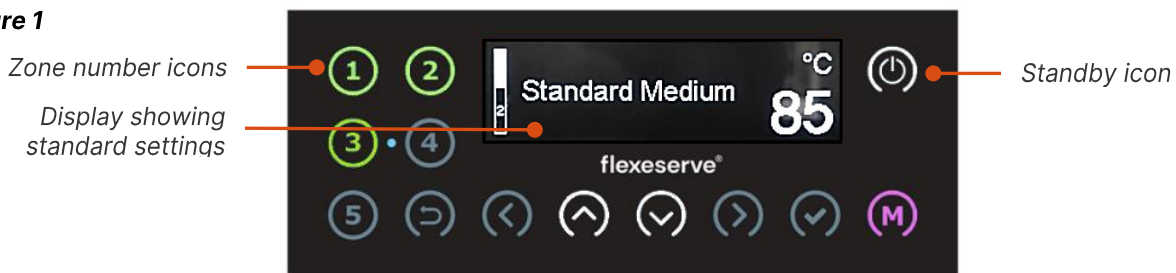 ure 1
Zone number icons
Display showing
standard settings
1
2
3
4
5
2
Standard Medium
°C
85
flexeserve®
M
Standby icon